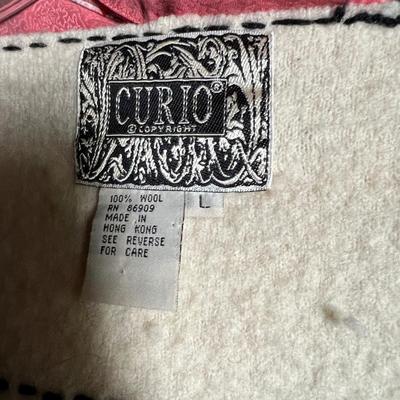 CURIO®
© COPYRIGHT
100% WOOL
RN 86909
MADE IN
HONG KONG
SEE REVERSE
FOR CARE
L